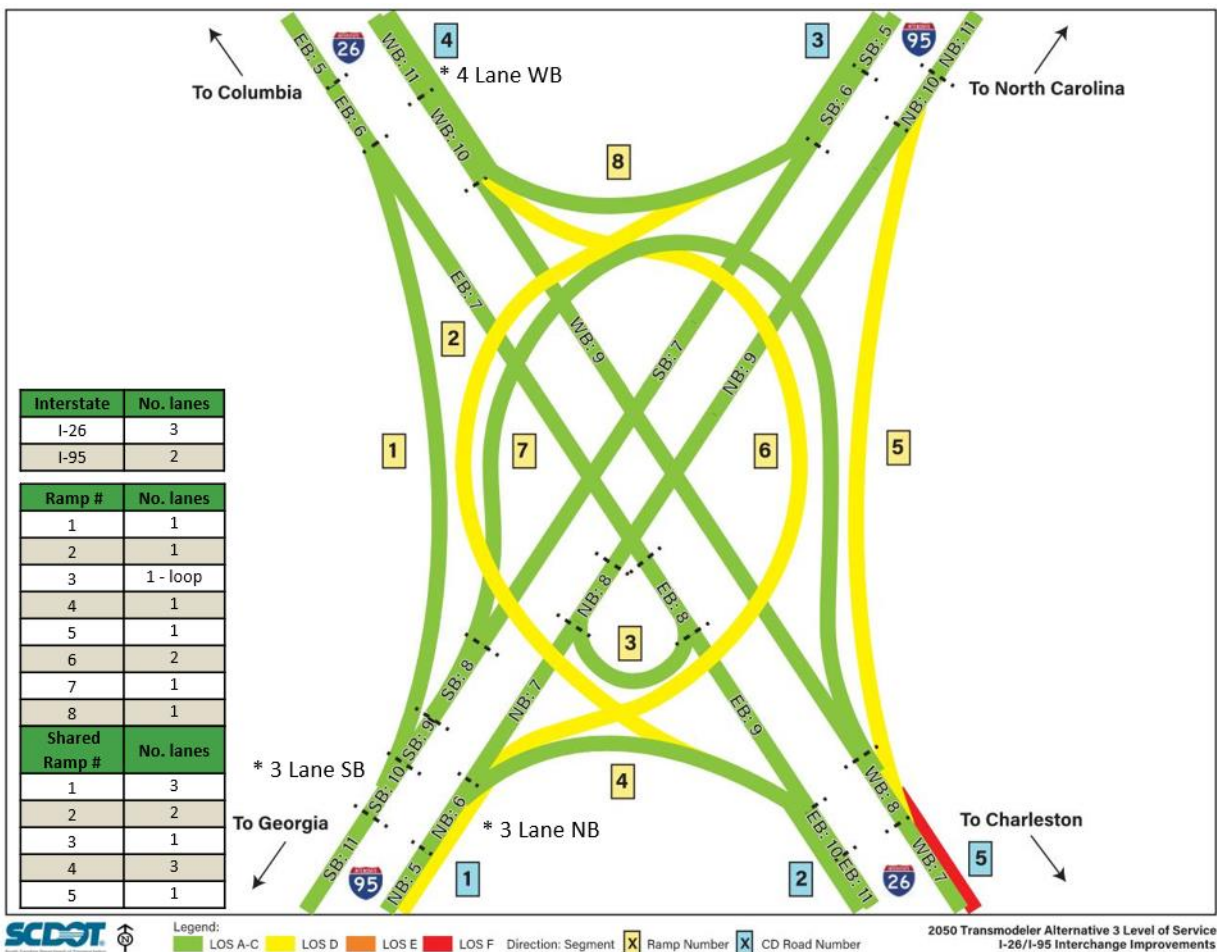 EB: 5
INTERSTATE
26
WB: 11
4
* 4 Lane WB
3
SB: 5
INTERSTATE
95
NB: 11
To Columbia
EB: 6
WB: 10
SB: 6
NB: 10
To North Carolina
8
EB: 7
2
WB: 9
SB: 7
NB: 9
Interstate No. lanes
I-26 3
I-95 2
1
7
6
5
Ramp # No. lanes
1 1
2 1
3 1 - loop
4 1
5 1
6 2
7 1
8 1
Shared
Ramp # No. lanes
1 3
2 2
3 1
4 3
5 1
NB: 8
EB: 8
3
SB: 8
NB: 7
EB: 9
SB: 9
* 3 Lane SB
SB: 10
4
WB: 8
To Georgia
NB: 6
* 3 Lane NB
To Charleston
SB: 11
EB: 10
WB: 7
95
NB: 5
1
2
EB: 11
26
5
SCDOT
N
Legend:
LOS A-C LOS D LOS E LOS F Direction: Segment X Ramp Number X CD Road Number
2050 Transmodeler Alternative 3 Level of Service
I-26/I-95 Interchange Improvements